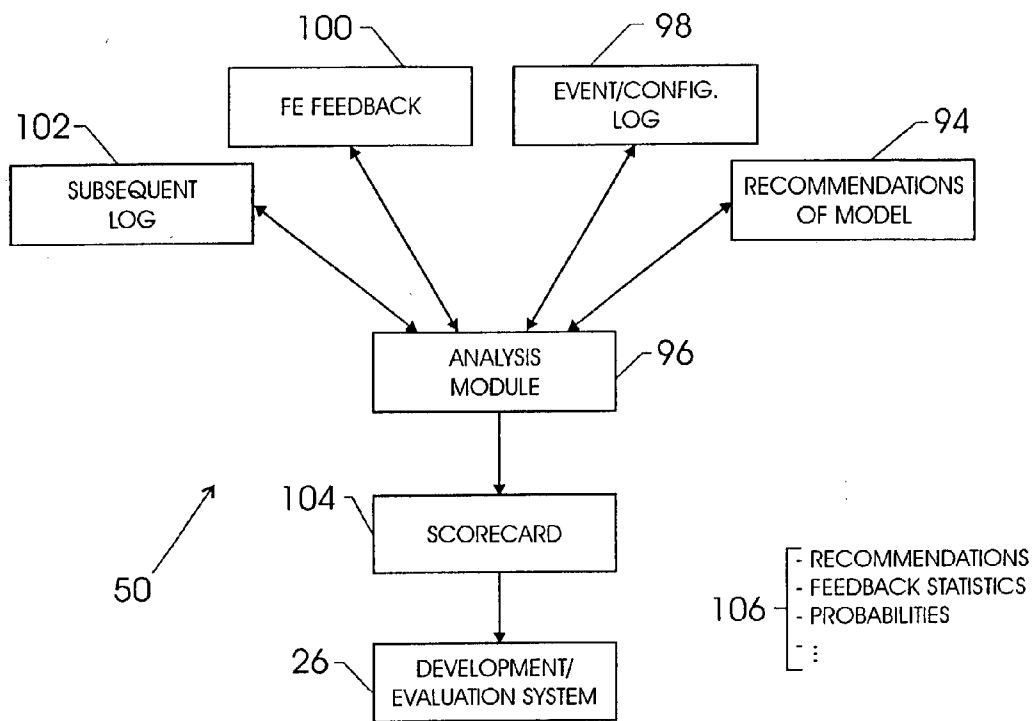 100
98
FE FEEDBACK
EVENT/CONFIG.
LOG
102
94
SUBSEQUENT
LOG
RECOMMENDATIONS
OF MODEL
ANALYSIS
MODULE
96
104
SCORECARD
50
106
- RECOMMENDATIONS
- FEEDBACK STATISTICS
- PROBABILITIES
- ⋮
26
DEVELOPMENT/
EVALUATION SYSTEM